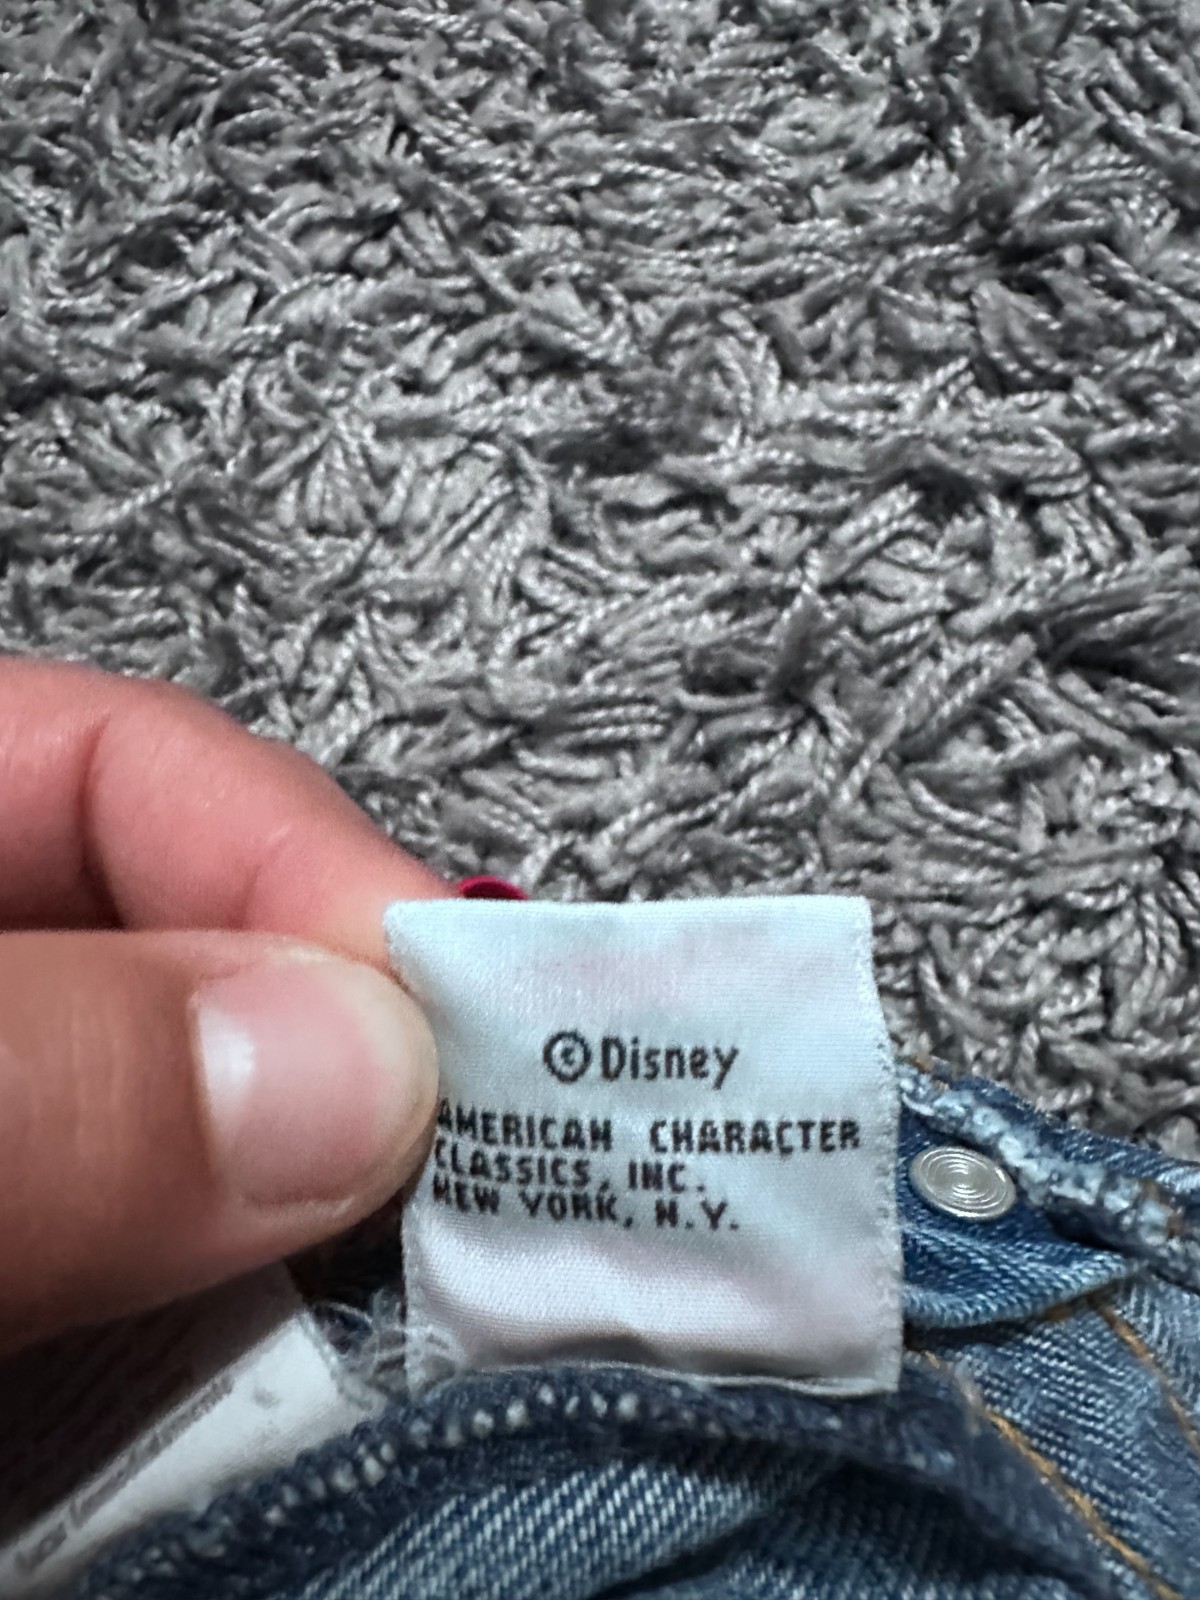 ©Disney
AMERICAN CHARACTER
CLASSICS, INC.
NEW YORK, N.Y.